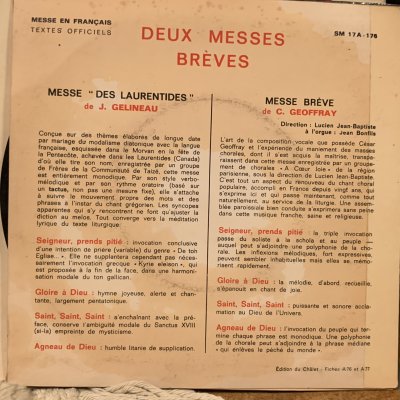 MESSE EN FRANÇAIS
TEXTES OFFICIELS
SM 17A-176
DEUX MESSES
BRÈVES
MESSE " DES LAURENTIDES "
de J. GELINEAU
Conçue sur des thèmes élaborés de longue date
par mariage du modalisme diatonique avec la langue
française, esquissée dans le Morvan en la fête de
la Pentecôte, achevée dans les Laurentides (Canada)
d'où elle tire son nom, enregistrée par un groupe
de Frères de la Communauté de Taizé, cette messe
est entièrement monodique. Par son style verbo-
mélodique et par son rythme oratoire (basé sur
un tactus, non pas une mesure fixe), elle s'attache
à suivre le mouvement propre des mots et des
phrases à l'instar du chant grégorien. Les syncopes
apparentes qui s'y rencontrent ne font qu'ajuster la
diction au melos. Tout converge vers la méditation
lyrique du texte liturgique:
Seigneur, prends pitié : invocation conclusive
d'une intention de prière (variable) du genre « De ton
Eglise... ». Elle ne supplantera cependant pas néces-
sairement l'invocation grecque « Kyrie eleison », qui
est proposée à la fin de la face, dans une harmoni-
sation modale du ton gallican.
Gloire à Dieu : hymne joyeuse, alerte et chan-
tante, largement pentatonique.
Saint, Saint, Saint : s'enchaînant avec la pré-
face, conserve l'ambiguïté modale du Sanctus XVIII
(si-la) empreinte de mysticisme.
Agneau de Dieu : humble litanie de supplication.
MESSE BRÈVE
de C. GEOFFRAY
Direction : Lucien Jean-Baptiste
à l'orgue : Jean Bonfils
L'art de la composition vocale que possède César
Geoffray et l'expérience du maniement des masses
chorales, dont il s'est acquis la maîtrise, transpa-
raissent dans cette messe enregistrée par un groupe-
ment de choristes « A Cœur Joie » de la région
parisienne, sous la direction de Lucien Jean-Baptiste.
C'est tout un aspect du renouveau du chant choral
populaire, accompli en France depuis vingt ans, qui
s'exprime ici et qui passe maintenant, comme tout
naturellement, au service de la liturgie. Une assem-
blée paroissiale bien conduite s'exprimera sans peine
dans cette musique franche, saine et religieuse.
Seigneur, prends pitié : la triple invocation
passe du soliste à la schola et au peuple —
auquel peut s'adjoindre une polyphonie de la cho-
rale. Les inflexions mélodiques, fort expressives,
peuvent sembler inhabituelles mais elles se mémo-
risent rapidement.
Gloire à Dieu : la mélodie, d'abord, recueillie,
s'épanouit en chant de joie.
Saint, Saint, Saint : puissante et sonore accla-
mation au Dieu de l'Univers.
Agneau de Dieu : l'invocation du peuple qui ter-
mine chaque phrase est monodique. Une polyphonie
de la chorale peut s'adjoindre à la phrase médiane
« qui enlèves le péché du monde ».
Edition du Châlet - Fiches A76 et A77